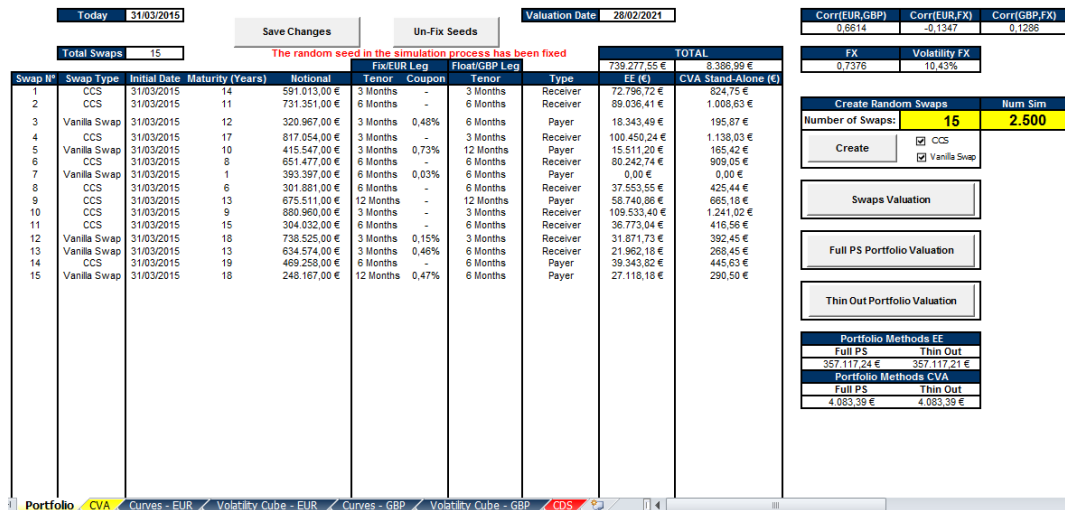 Today 31/03/2015 Valuation Date 28/02/2021 Corr(EUR,GBP) Corr(EUR,FX) Corr(GBP,FX)
0,6614 -0,1347 0,1286
Save Changes Un-Fix Seeds
Total Swaps 15 The random seed in the simulation process has been fixed TOTAL FX Volatility FX
Fix/EUR Leg Float/GBP Leg 739.277,55 € 8.386,99 € 0,7376 10,43%
Swap Nº Swap Type Initial Date Maturity (Years) Notional Tenor Coupon Tenor Type EE (€) CVA Stand-Alone (€)
1 CCS 31/03/2015 14 591.013,00 € 3 Months - 3 Months Receiver 72.796,72 € 824,75 €
2 CCS 31/03/2015 11 731.351,00 € 6 Months - 6 Months Receiver 89.036,41 € 1.008,63 €
3 Vanilla Swap 31/03/2015 12 320.967,00 € 3 Months 0,48% 6 Months Payer 18.343,49 € 195,87 €
4 CCS 31/03/2015 17 817.054,00 € 3 Months - 3 Months Receiver 100.450,24 € 1.138,03 €
5 Vanilla Swap 31/03/2015 10 415.547,00 € 3 Months 0,73% 12 Months Payer 15.511,20 € 165,42 €
6 CCS 31/03/2015 8 651.477,00 € 6 Months - 6 Months Receiver 80.242,74 € 909,05 €
7 Vanilla Swap 31/03/2015 1 393.397,00 € 6 Months 0,03% 6 Months Payer 0,00 € 0,00 €
8 CCS 31/03/2015 6 301.881,00 € 6 Months - 6 Months Receiver 37.553,55 € 425,44 €
9 CCS 31/03/2015 13 675.511,00 € 12 Months - 12 Months Payer 58.740,86 € 665,18 €
10 CCS 31/03/2015 9 880.960,00 € 3 Months - 3 Months Receiver 109.533,40 € 1.241,02 €
11 CCS 31/03/2015 15 304.032,00 € 6 Months - 6 Months Receiver 36.773,04 € 416,56 €
12 Vanilla Swap 31/03/2015 18 738.525,00 € 3 Months 0,15% 6 Months Receiver 31.871,73 € 392,45 €
13 Vanilla Swap 31/03/2015 13 634.574,00 € 3 Months 0,46% 6 Months Receiver 21.962,18 € 268,45 €
14 CCS 31/03/2015 19 469.258,00 € 6 Months - 6 Months Payer 39.343,82 € 445,63 €
15 Vanilla Swap 31/03/2015 18 248.167,00 € 12 Months 0,47% 6 Months Payer 27.118,18 € 290,50 €
Create Random Swaps Num Sim
Number of Swaps: 15 2.500
Create CCS
Vanilla Swap
Swaps Valuation
Full PS Portfolio Valuation
Thin Out Portfolio Valuation
Portfolio Methods EE
Full PS Thin Out
357.117,24 € 357.117,21 €
Portfolio Methods CVA
Full PS Thin Out
4.083,39 € 4.083,39 €
Portfolio CVA Curves - EUR Volatility Cube - EUR Curves - GBP Volatility Cube - GBP CDS